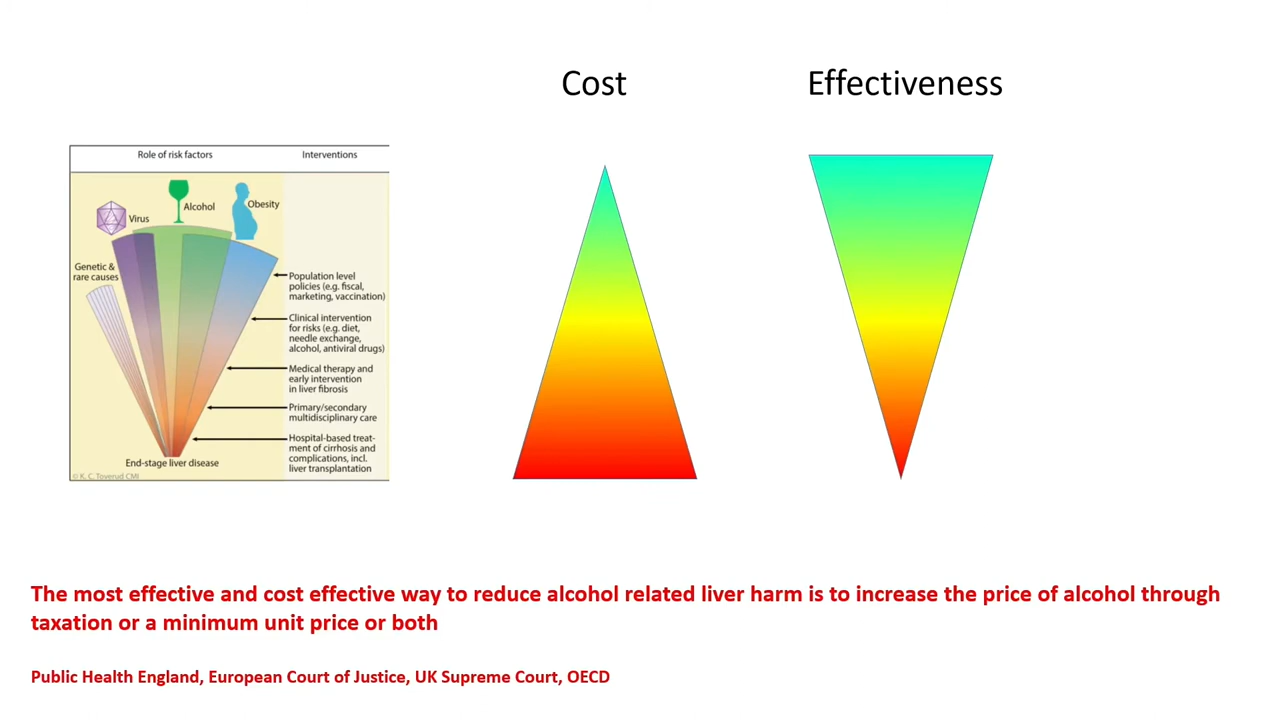 Cost
Effectiveness
Role of risk factors
Interventions
Virus
Alcohol
Obesity
Genetic &
rare causes
Population level
policies (e.g. fiscal,
marketing, vaccination)
Clinical intervention
for risks (e.g. diet,
needle exchange,
alcohol, antiviral drugs)
Medical therapy and
early intervention
in liver fibrosis
Primary/secondary
multidisciplinary care
Hospital-based treat-
ment of cirrhosis and
complications, incl.
liver transplantation
End-stage liver disease
© K. C. Toverud CMI
The most effective and cost effective way to reduce alcohol related liver harm is to increase the price of alcohol through
taxation or a minimum unit price or both
Public Health England, European Court of Justice, UK Supreme Court, OECD